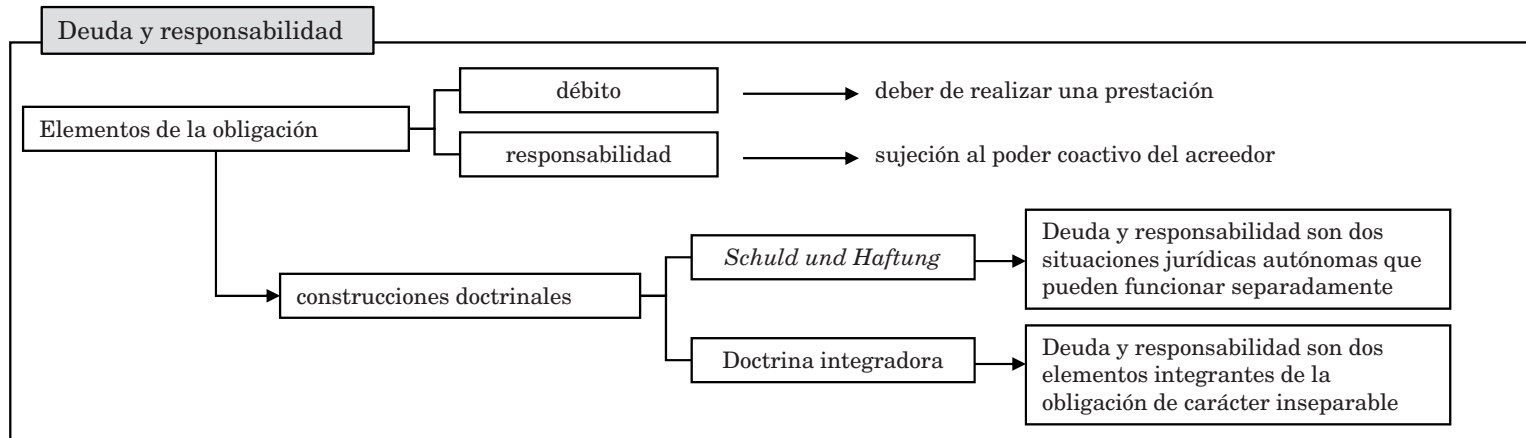 Deuda y responsabilidad
débito
deber de realizar una prestación
Elementos de la obligación
responsabilidad
sujeción al poder coactivo del acreedor
construcciones doctrinales
Schuld und Haftung
Deuda y responsabilidad son dos
situaciones jurídicas autónomas que
pueden funcionar separadamente
Doctrina integradora
Deuda y responsabilidad son dos
elementos integrantes de la
obligación de carácter inseparable